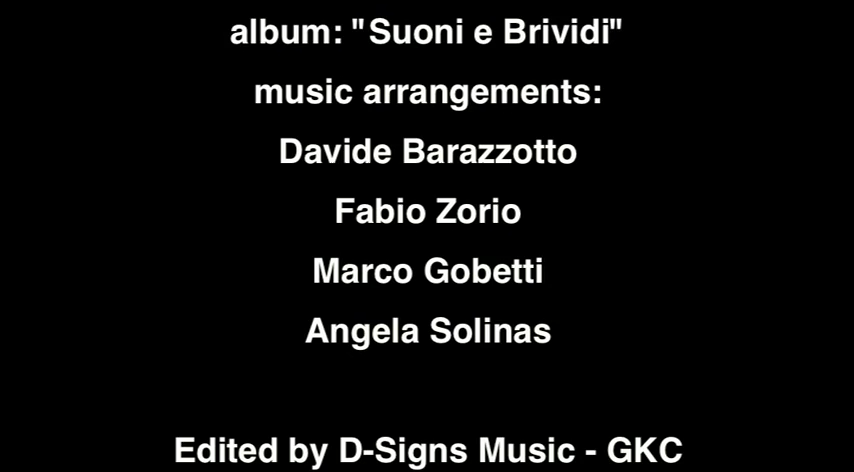 album: "Suoni e Brividi"
music arrangements:
Davide Barazzotto
Fabio Zorio
Marco Gobetti
Angela Solinas
Edited by D-Signs Music - GKC